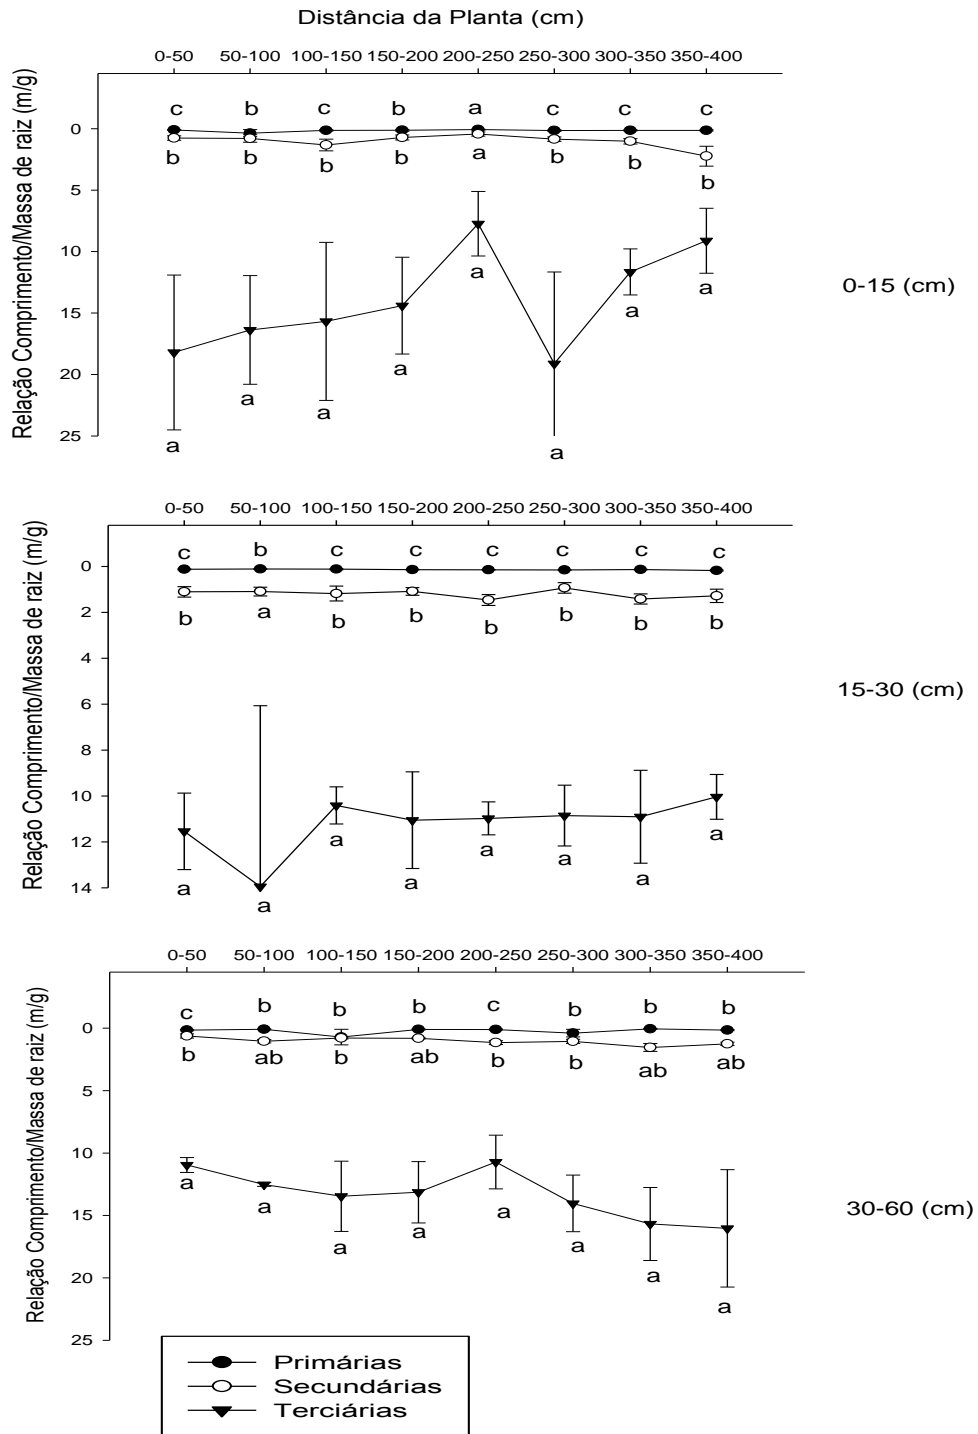 Distância da Planta (cm)
0-50 50-100 100-150 150-200 200-250 250-300 300-350 350-400
c b c b a c c c
b b b b a b b b
a a a a a a a a
0
5
10
15
20
25
Relação Comprimento/Massa de raiz (m/g)
0-15 (cm)
0-50 50-100 100-150 150-200 200-250 250-300 300-350 350-400
c b c c c c c c
b a b b b b b b
a a a a a a a a
0
2
4
6
8
10
12
14
Relação Comprimento/Massa de raiz (m/g)
15-30 (cm)
0-50 50-100 100-150 150-200 200-250 250-300 300-350 350-400
c b b b c b b b
b ab b ab b b ab ab
a a a a a a a a
0
5
10
15
20
25
Relação Comprimento/Massa de raiz (m/g)
30-60 (cm)
Primárias
Secundárias
Terciárias